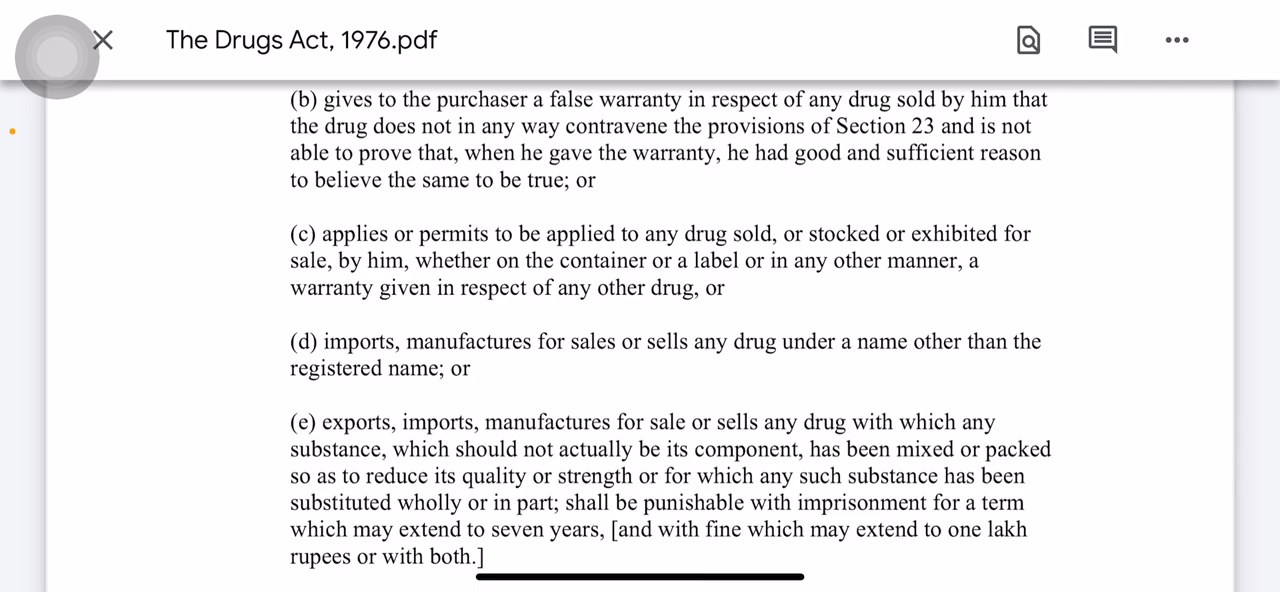 The Drugs Act, 1976.pdf
(b) gives to the purchaser a false warranty in respect of any drug sold by him that
the drug does not in any way contravene the provisions of Section 23 and is not
able to prove that, when he gave the warranty, he had good and sufficient reason
to believe the same to be true; or
(c) applies or permits to be applied to any drug sold, or stocked or exhibited for
sale, by him, whether on the container or a label or in any other manner, a
warranty given in respect of any other drug, or
(d) imports, manufactures for sales or sells any drug under a name other than the
registered name; or
(e) exports, imports, manufactures for sale or sells any drug with which any
substance, which should not actually be its component, has been mixed or packed
so as to reduce its quality or strength or for which any such substance has been
substituted wholly or in part; shall be punishable with imprisonment for a term
which may extend to seven years, [and with fine which may extend to one lakh
rupees or with both.]